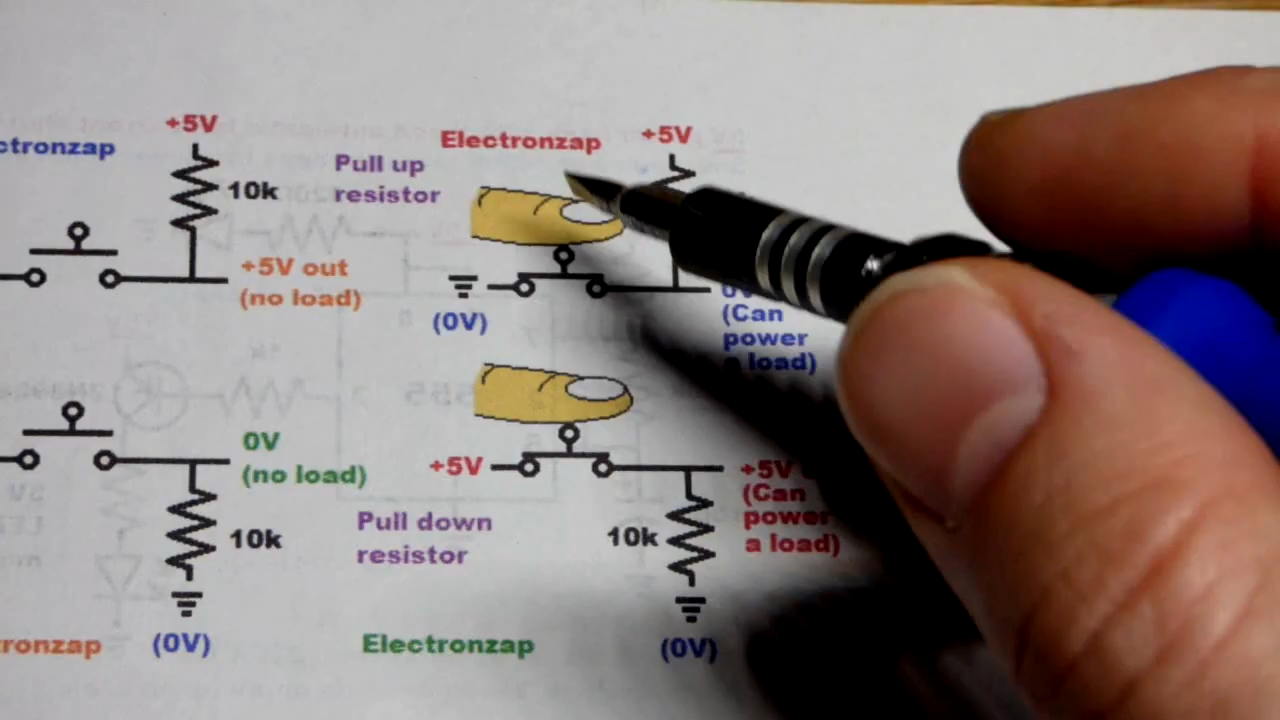 +5V
ctronzap
10k
Pull up
resistor
+5V out
(no load)
Electronzap
+5V
(0V)
0V
(Can
power
a load)
0V
(no load)
10k
(0V)
ronzap
Pull down
resistor
Electronzap
+5V
+5V
(Can
power
a load)
10k
(0V)